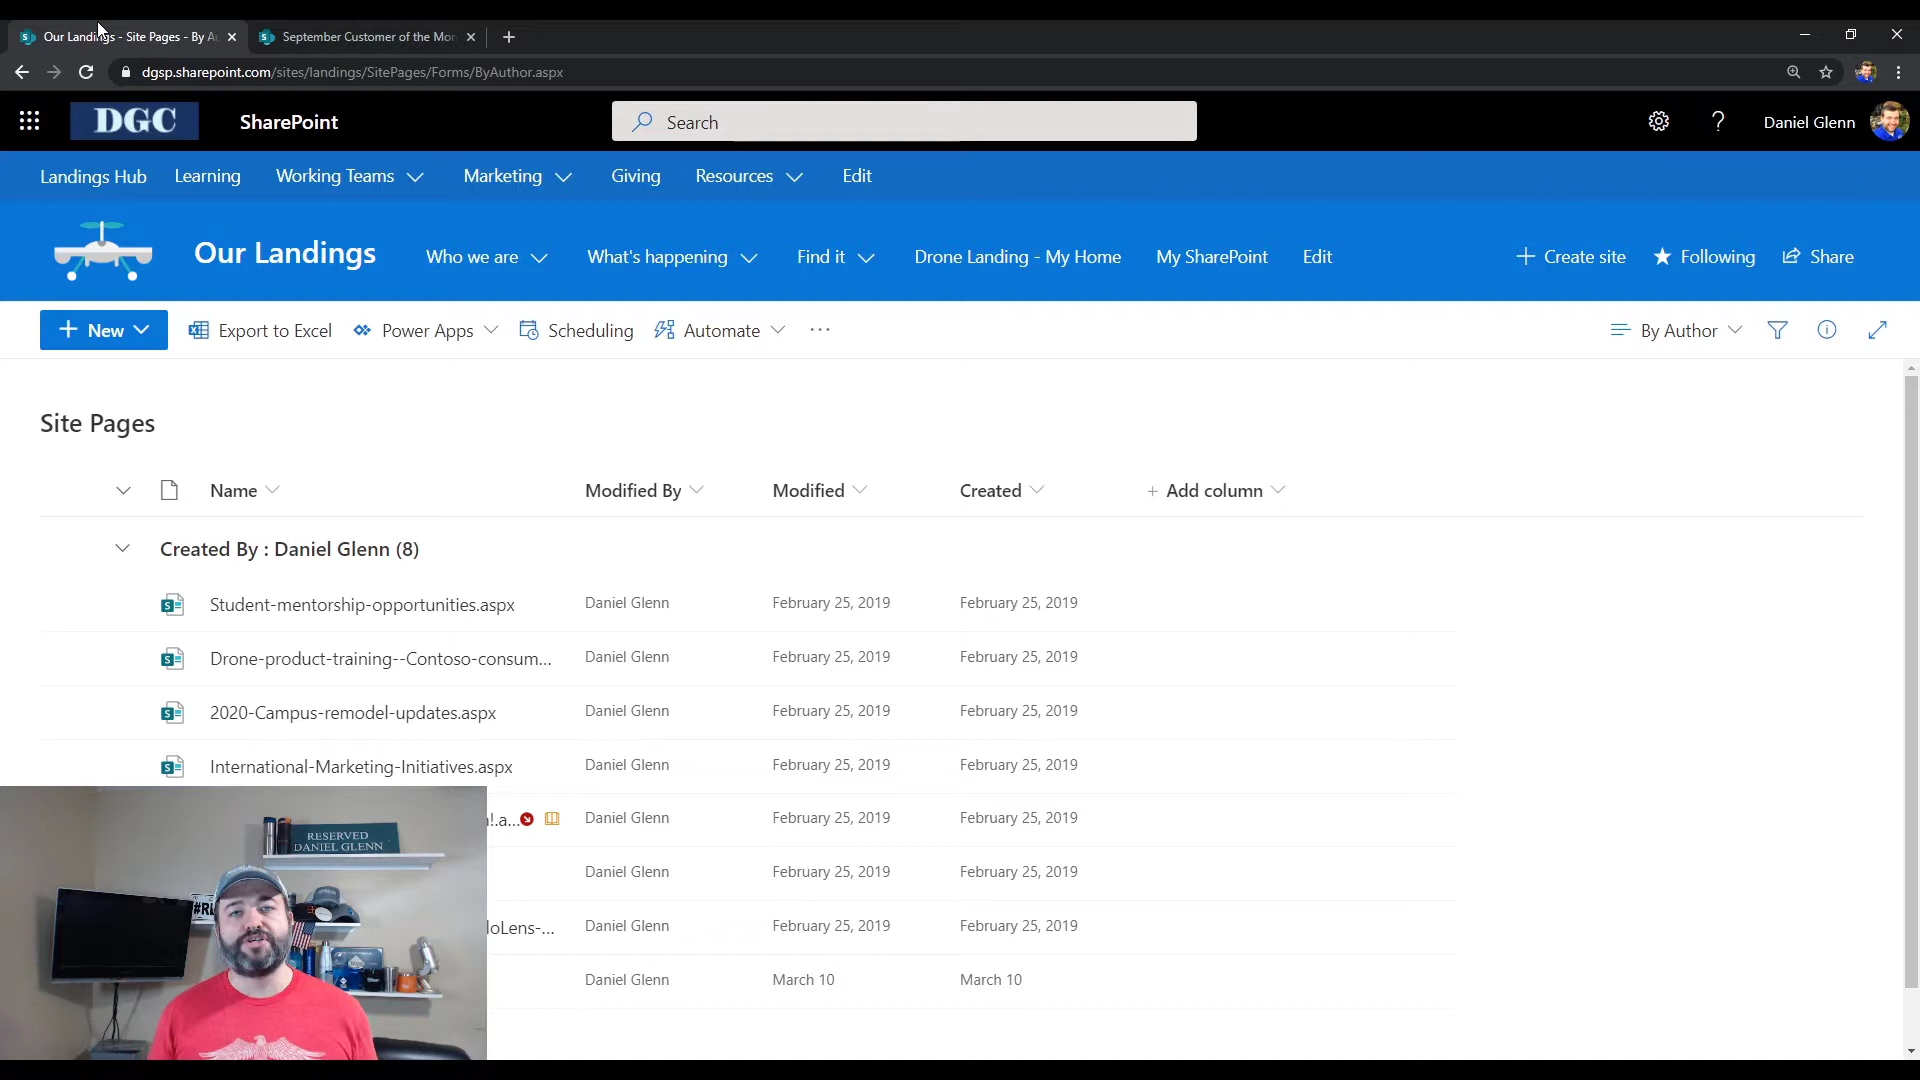 Our Landings - Site Pages - By Au
September Customer of the Mon
dgsp.sharepoint.com/sites/landings/SitePages/Forms/ByAuthor.aspx
DGC SharePoint Search ? Daniel Glenn
Landings Hub Learning Working Teams Marketing Giving Resources Edit
Our Landings Who we are What's happening Find it Drone Landing - My Home My SharePoint Edit + Create site Following Share
+ New Export to Excel Power Apps Scheduling Automate ... By Author
Site Pages
Name Modified By Modified Created + Add column
Created By : Daniel Glenn (8)
Student-mentorship-opportunities.aspx Daniel Glenn February 25, 2019 February 25, 2019
Drone-product-training--Contoso-consum... Daniel Glenn February 25, 2019 February 25, 2019
2020-Campus-remodel-updates.aspx Daniel Glenn February 25, 2019 February 25, 2019
International-Marketing-Initiatives.aspx Daniel Glenn February 25, 2019 February 25, 2019
!.a... Daniel Glenn February 25, 2019 February 25, 2019
Daniel Glenn February 25, 2019 February 25, 2019
loLens-... Daniel Glenn February 25, 2019 February 25, 2019
Daniel Glenn March 10 March 10
RESERVED
DANIEL GLENN